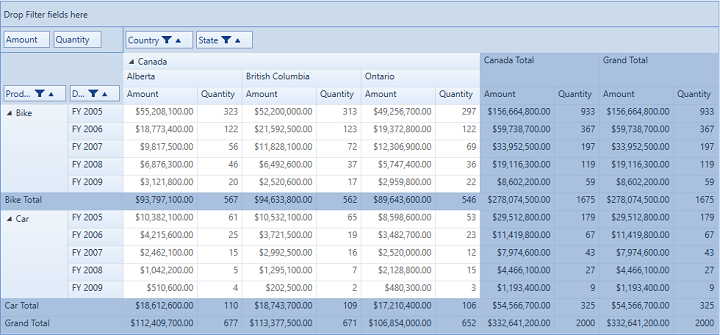 Drop Filter fields here
Amount Quantity Country State
Canada Canada Total Grand Total
Alberta British Columbia Ontario
Prod... D... Amount Quantity Amount Quantity Amount Quantity Amount Quantity Amount Quantity
Bike FY 2005 $55,208,100.00 323 $52,200,000.00 313 $49,256,700.00 297 $156,664,800.00 933 $156,664,800.00 933
FY 2006 $18,773,400.00 122 $21,592,500.00 123 $19,372,800.00 122 $59,738,700.00 367 $59,738,700.00 367
FY 2007 $9,817,500.00 56 $11,828,100.00 72 $12,306,900.00 69 $33,952,500.00 197 $33,952,500.00 197
FY 2008 $6,876,300.00 46 $6,492,600.00 37 $5,747,400.00 36 $19,116,300.00 119 $19,116,300.00 119
FY 2009 $3,121,800.00 20 $2,520,600.00 17 $2,959,800.00 22 $8,602,200.00 59 $8,602,200.00 59
Bike Total $93,797,100.00 567 $94,633,800.00 562 $89,643,600.00 546 $278,074,500.00 1675 $278,074,500.00 1675
Car FY 2005 $10,382,100.00 61 $10,532,100.00 65 $8,598,600.00 53 $29,512,800.00 179 $29,512,800.00 179
FY 2006 $4,215,600.00 25 $3,721,500.00 19 $3,482,700.00 23 $11,419,800.00 67 $11,419,800.00 67
FY 2007 $2,462,100.00 15 $2,992,500.00 16 $2,520,000.00 12 $7,974,600.00 43 $7,974,600.00 43
FY 2008 $1,042,200.00 5 $1,295,100.00 7 $2,128,800.00 15 $4,466,100.00 27 $4,466,100.00 27
FY 2009 $510,600.00 4 $202,500.00 2 $480,300.00 3 $1,193,400.00 9 $1,193,400.00 9
Car Total $18,612,600.00 110 $18,743,700.00 109 $17,210,400.00 106 $54,566,700.00 325 $54,566,700.00 325
Grand Total $112,409,700.00 677 $113,377,500.00 671 $106,854,000.00 652 $332,641,200.00 2000 $332,641,200.00 2000